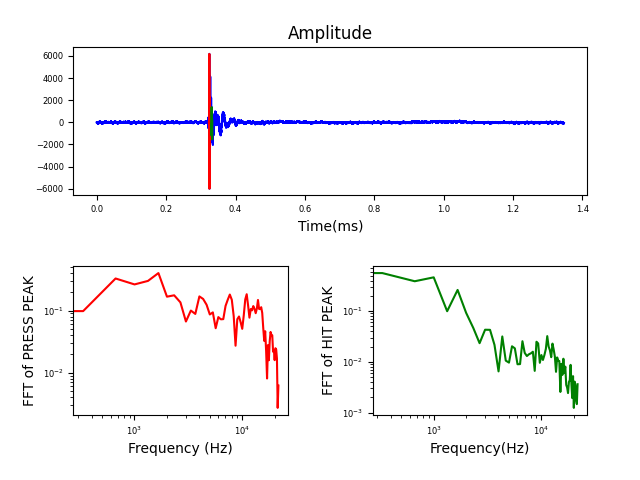 Amplitude
6000
4000
2000
0
−2000
−4000
−6000
0.0 0.2 0.4 0.6 0.8 1.0 1.2 1.4
Time(ms)
FFT of PRESS PEAK
10⁻¹
10⁻²
10³ 10⁴
Frequency (Hz)
FFT of HIT PEAK
10⁻¹
10⁻²
10⁻³
10³ 10⁴
Frequency(Hz)